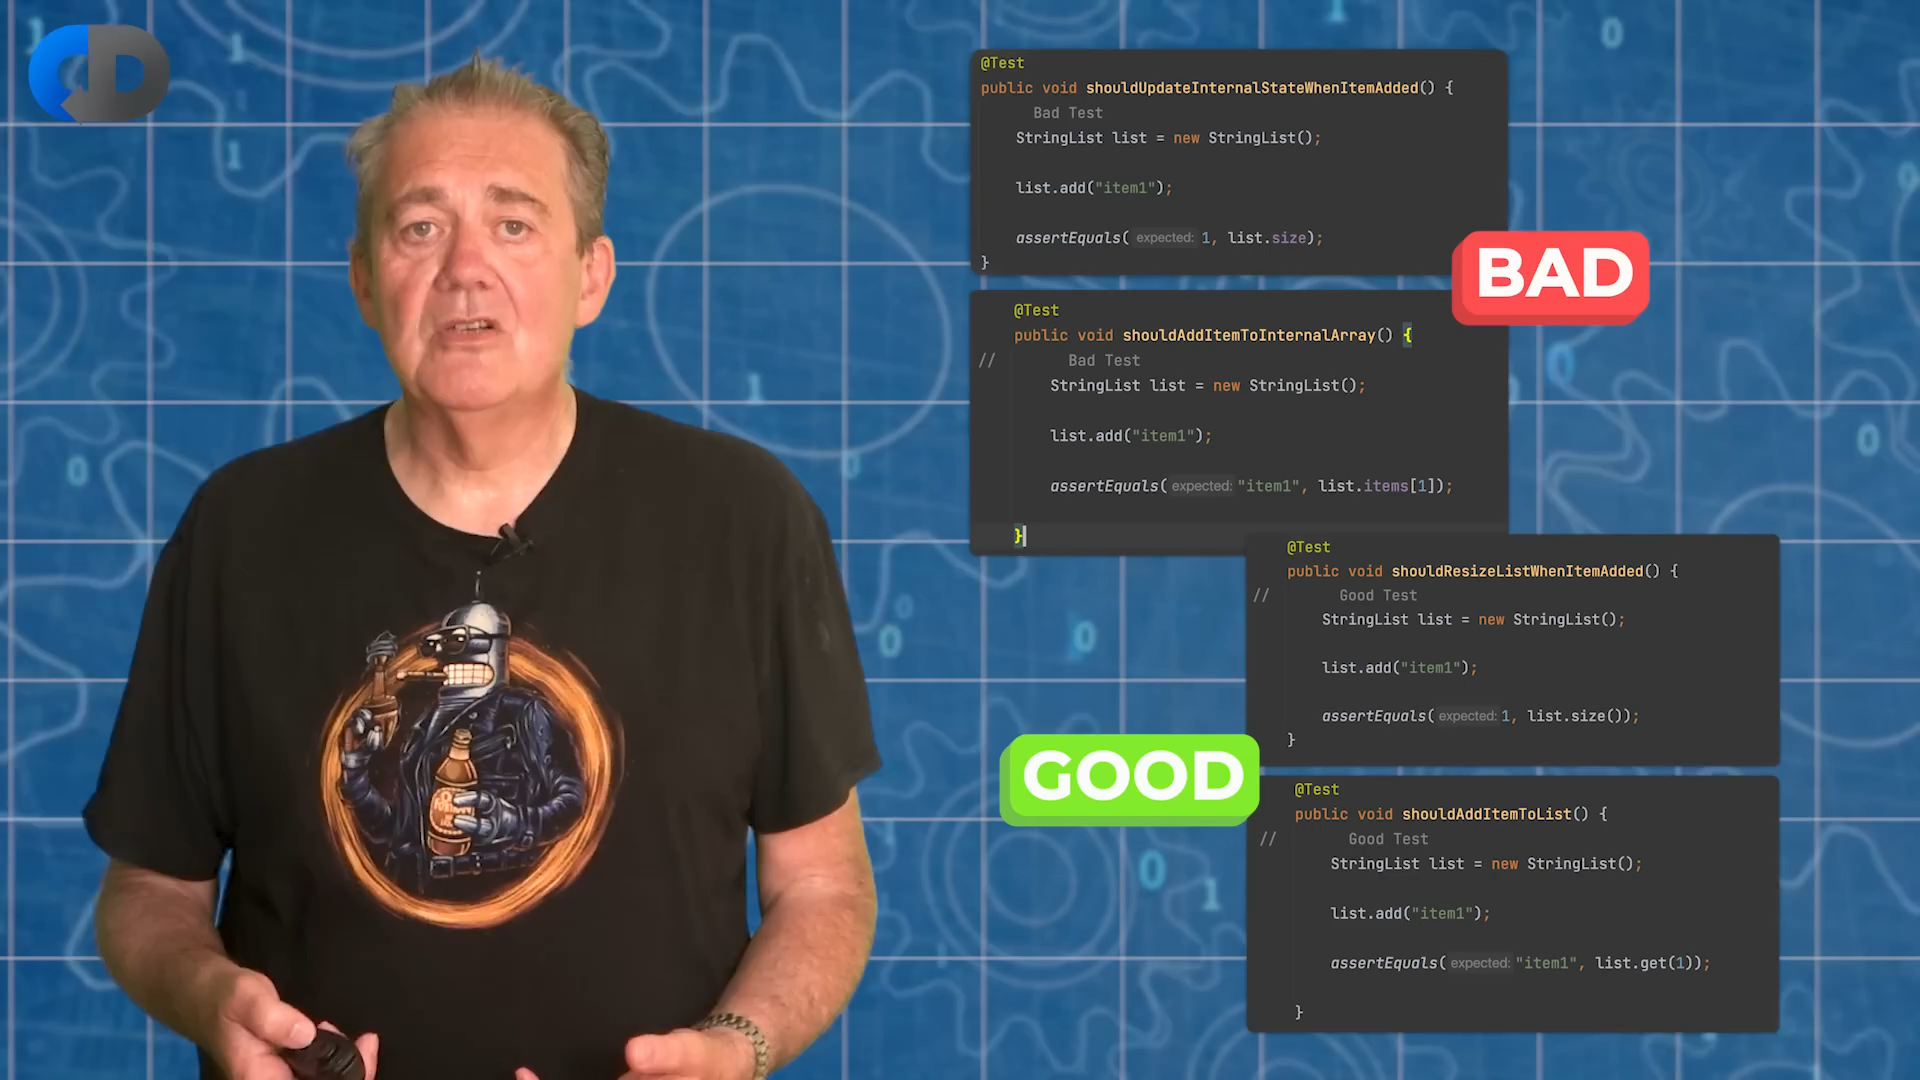 @Test
public void shouldUpdateInternalStateWhenItemAdded() {
Bad Test
StringList list = new StringList();
list.add("item1");
assertEquals( expected: 1, list.size);
}
BAD
@Test
public void shouldAddItemToInternalArray() {
// Bad Test
StringList list = new StringList();
list.add("item1");
assertEquals( expected: "item1", list.items[1]);
}
@Test
public void shouldResizeListWhenItemAdded() {
// Good Test
StringList list = new StringList();
list.add("item1");
assertEquals( expected: 1, list.size());
}
GOOD
@Test
public void shouldAddItemToList() {
// Good Test
StringList list = new StringList();
list.add("item1");
assertEquals( expected: "item1", list.get(1));
}